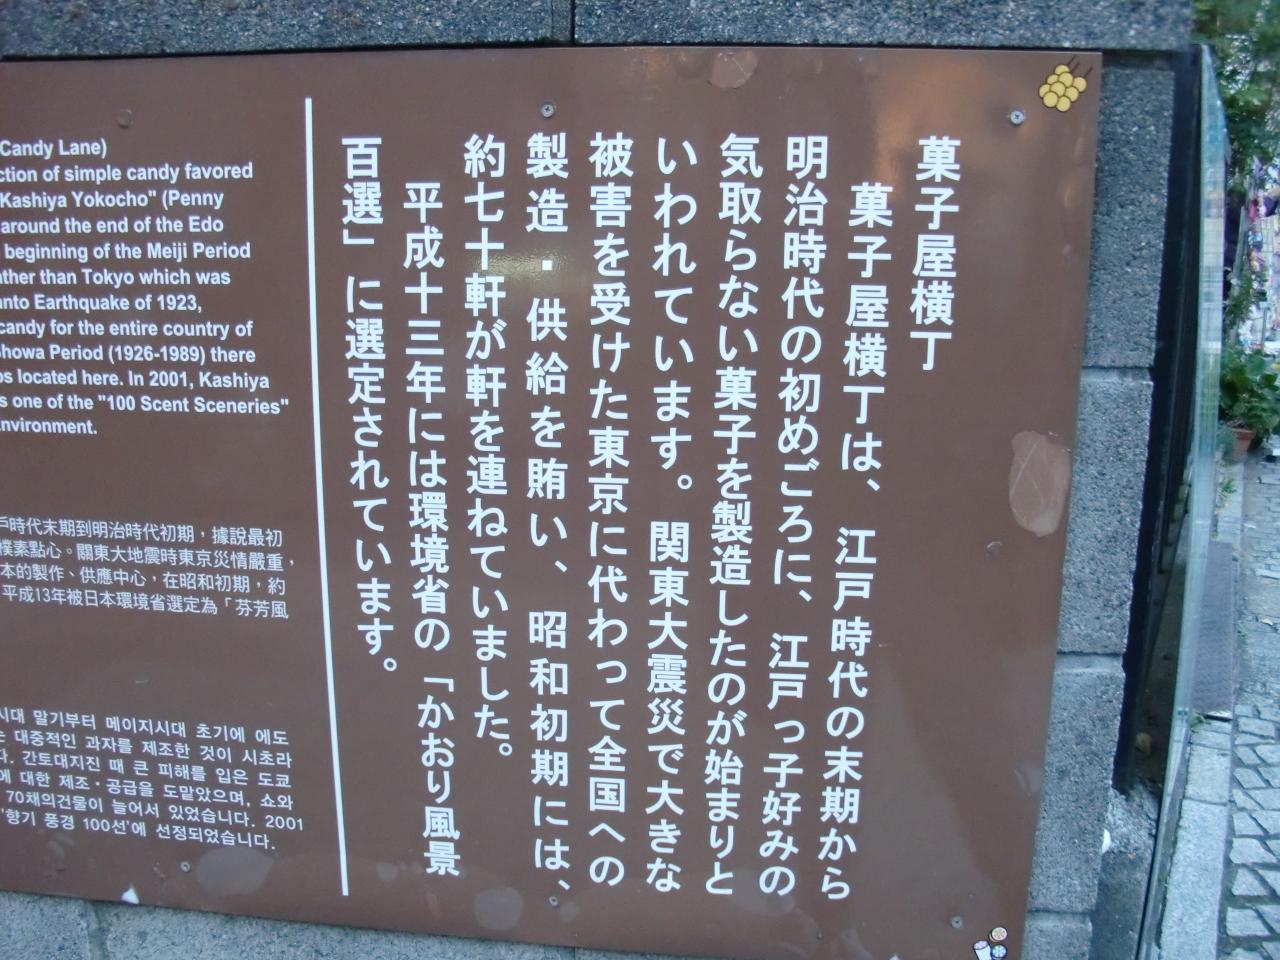 菓子屋横丁
菓子屋横丁は、江戸時代の末期から
明治時代の初めごろに、江戸っ子好みの
気取らない菓子を製造したのが始まりと
いわれています。関東大震災で大きな
被害を受けた東京に代わって全国への
製造・供給を賄い、昭和初期には、
約七十軒が軒を連ねていました。
平成十三年には環境省の「かおり風景
百選」に選定されています。
Candy Lane)
ction of simple candy favored
Kashiya Yokocho" (Penny
around the end of the Edo
beginning of the Meiji Period
ather than Tokyo which was
anto Earthquake of 1923,
candy for the entire country of
Showa Period (1926-1989) there
ps located here. In 2001, Kashiya
s one of the "100 Scent Sceneries"
nvironment.
戶時代末期到明治時代初期，據說最初
樸素點心。關東大地震時東京災情嚴重，
本的製作、供應中心，在昭和初期，約
平成13年被日本環境省選定為「芬芳風
시대 말기부터 메이지시대 초기에 에도
는 대중적인 과자를 제조한 것이 시초라
다. 간토대지진 때 큰 피해를 입은 도쿄
에 대한 제조・공급을 도맡았으며, 쇼와
70채의건물이 늘어서 있었습니다. 2001
'향기 풍경 100선'에 선정되었습니다.